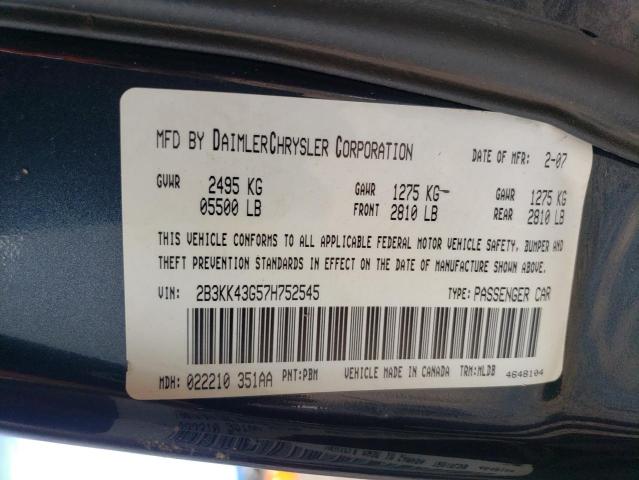 MFD BY DAIMLERCHRYSLER CORPORATION DATE OF MFR: 2-07
GVWR 2495 KG GAWR 1275 KG GAWR 1275 KG
05500 LB FRONT 2810 LB REAR 2810 LB
THIS VEHICLE CONFORMS TO ALL APPLICABLE FEDERAL MOTOR VEHICLE SAFETY, BUMPER AND
THEFT PREVENTION STANDARDS IN EFFECT ON THE DATE OF MANUFACTURE SHOWN ABOVE.
VIN: 2B3KK43G57H752545 TYPE: PASSENGER CAR
MDH: 022210 351AA PNT:PBM VEHICLE MADE IN CANADA TRM:MLDB 4648104